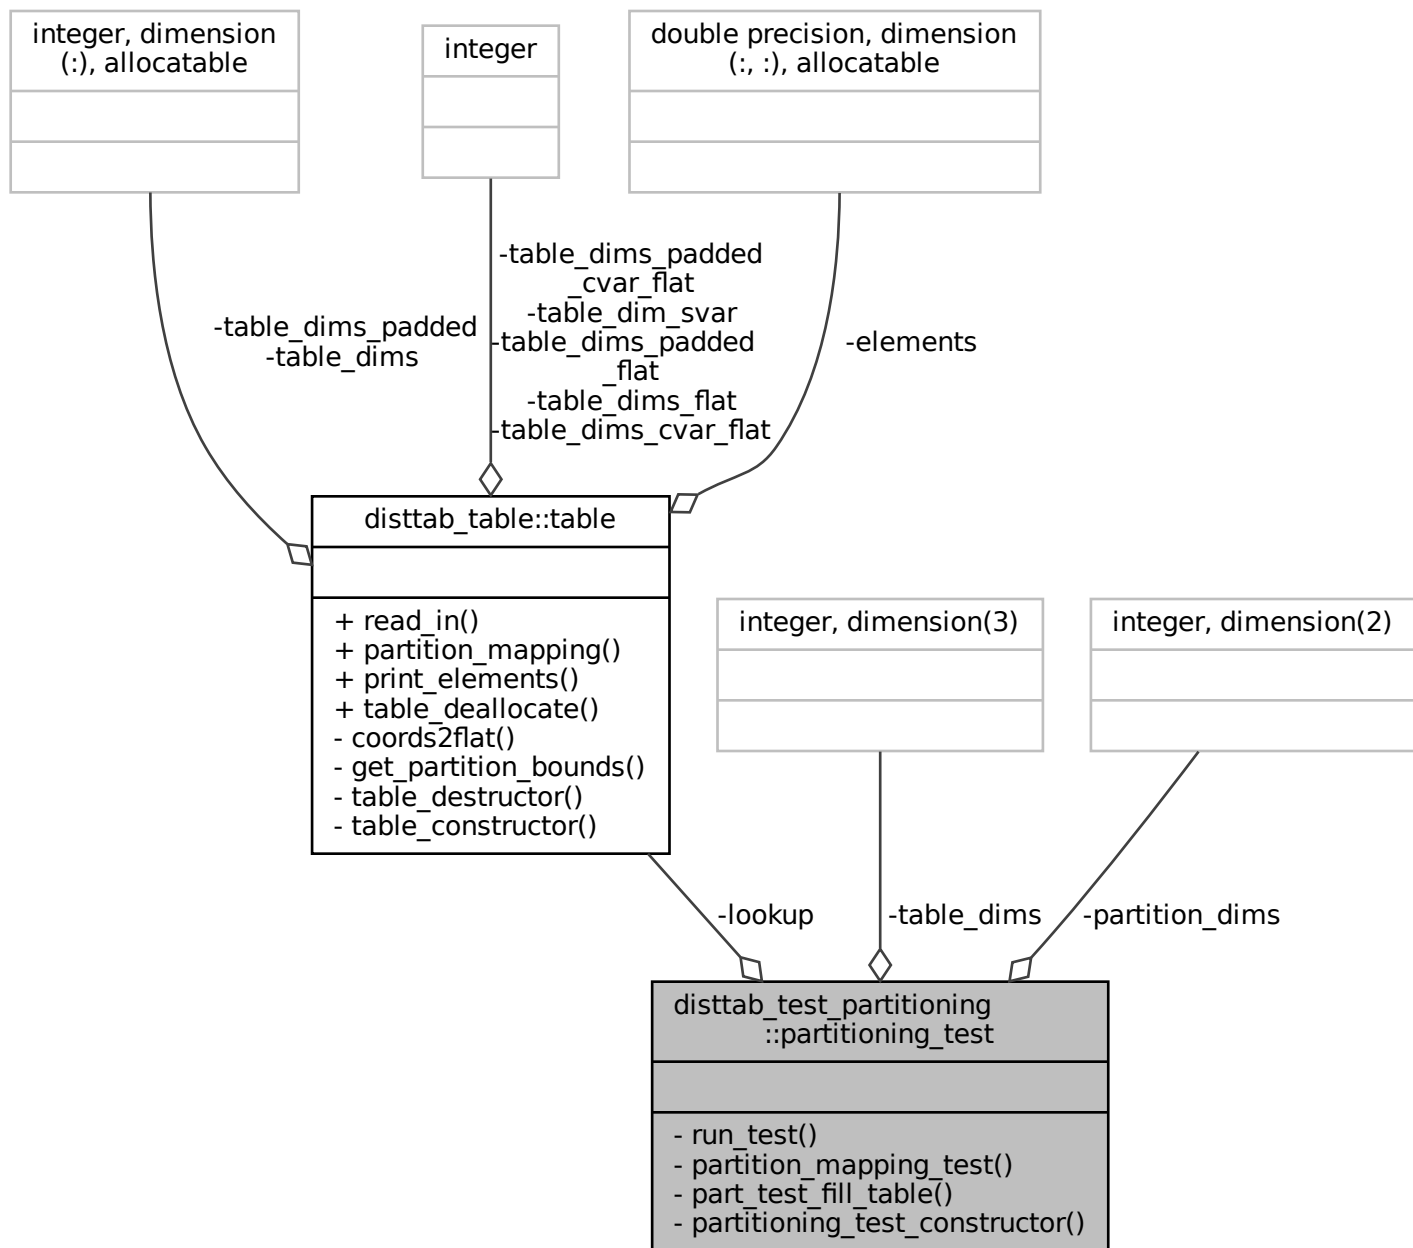 integer, dimension
(:), allocatable
integer
double precision, dimension
(:, :), allocatable
-table_dims_padded
-table_dims
-table_dims_padded
_cvar_flat
-table_dim_svar
-table_dims_padded
_flat
-table_dims_flat
-table_dims_cvar_flat
-elements
disttab_table::table
+ read_in()
+ partition_mapping()
+ print_elements()
+ table_deallocate()
- coords2flat()
- get_partition_bounds()
- table_destructor()
- table_constructor()
integer, dimension(3)
integer, dimension(2)
-lookup
-table_dims
-partition_dims
disttab_test_partitioning
::partitioning_test
- run_test()
- partition_mapping_test()
- part_test_fill_table()
- partitioning_test_constructor()